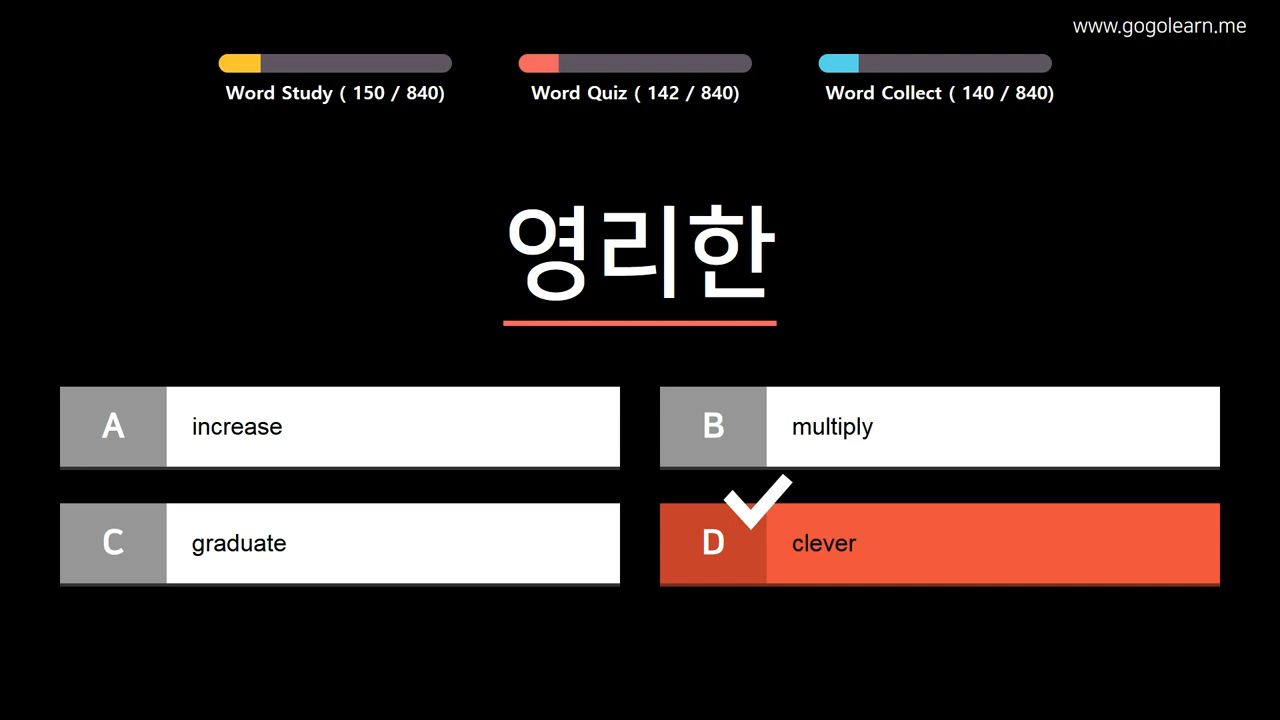 www.gogolearn.me
Word Study ( 150 / 840)
Word Quiz ( 142 / 840)
Word Collect ( 140 / 840)
영리한
A increase
B multiply
C graduate
D clever